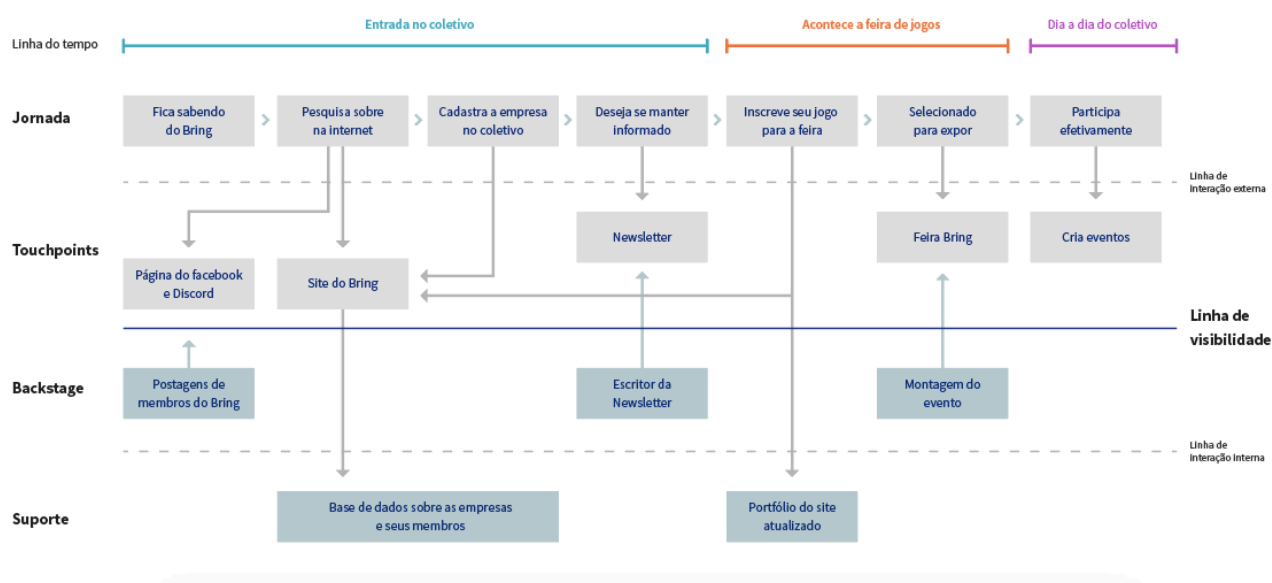 Entrada no coletivo
Acontece a feira de jogos
Dia a dia do coletivo
Linha do tempo
Jornada
Fica sabendo
do Bring
Pesquisa sobre
na internet
Cadastra a empresa
no coletivo
Deseja se manter
informado
Inscreve seu jogo
para a feira
Selecionado
para expor
Participa
efetivamente
Linha de
interação externa
Touchpoints
Página do facebook
e Discord
Site do Bring
Newsletter
Feira Bring
Cria eventos
Linha de
visibilidade
Backstage
Postagens de
membros do Bring
Escritor da
Newsletter
Montagem do
evento
Linha de
interação interna
Suporte
Base de dados sobre as empresas
e seus membros
Portfólio do site
atualizado